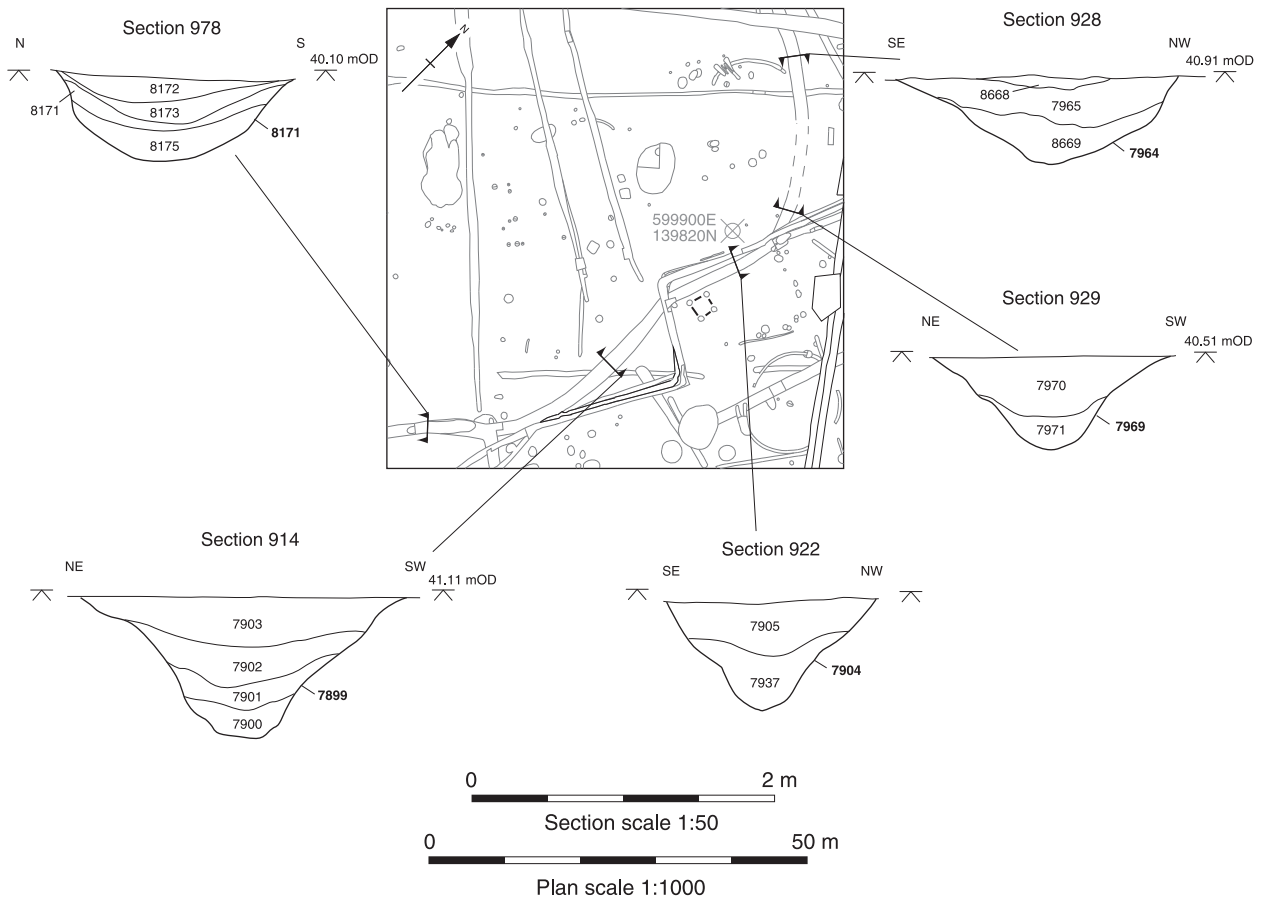 Section 978
N
S
40.10 mOD
8172
8171
8173
8171
8175
N
599900E
139820N
Section 928
SE
NW
40.91 mOD
8668
7965
8669
7964
Section 929
NE
SW
40.51 mOD
7970
7971
7969
Section 914
NE
SW
41.11 mOD
7903
7902
7901
7899
7900
Section 922
SE
NW
7905
7904
7937
0
2 m
Section scale 1:50
0
50 m
Plan scale 1:1000